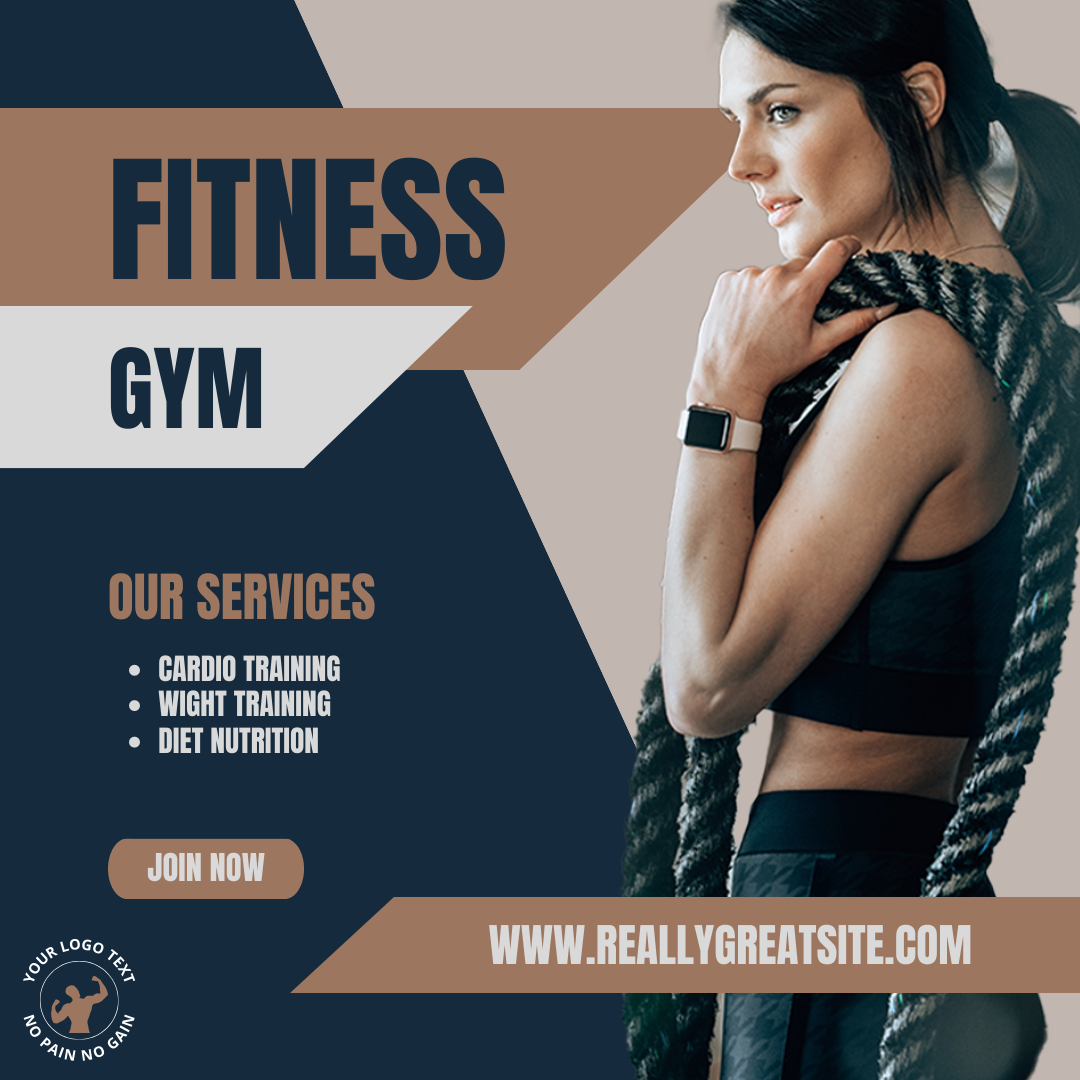 FITNESS
GYM
OUR SERVICES
• CARDIO TRAINING
• WIGHT TRAINING
• DIET NUTRITION
JOIN NOW
WWW.REALLYGREATSITE.COM
YOUR LOGO TEXT
NO PAIN NO GAIN